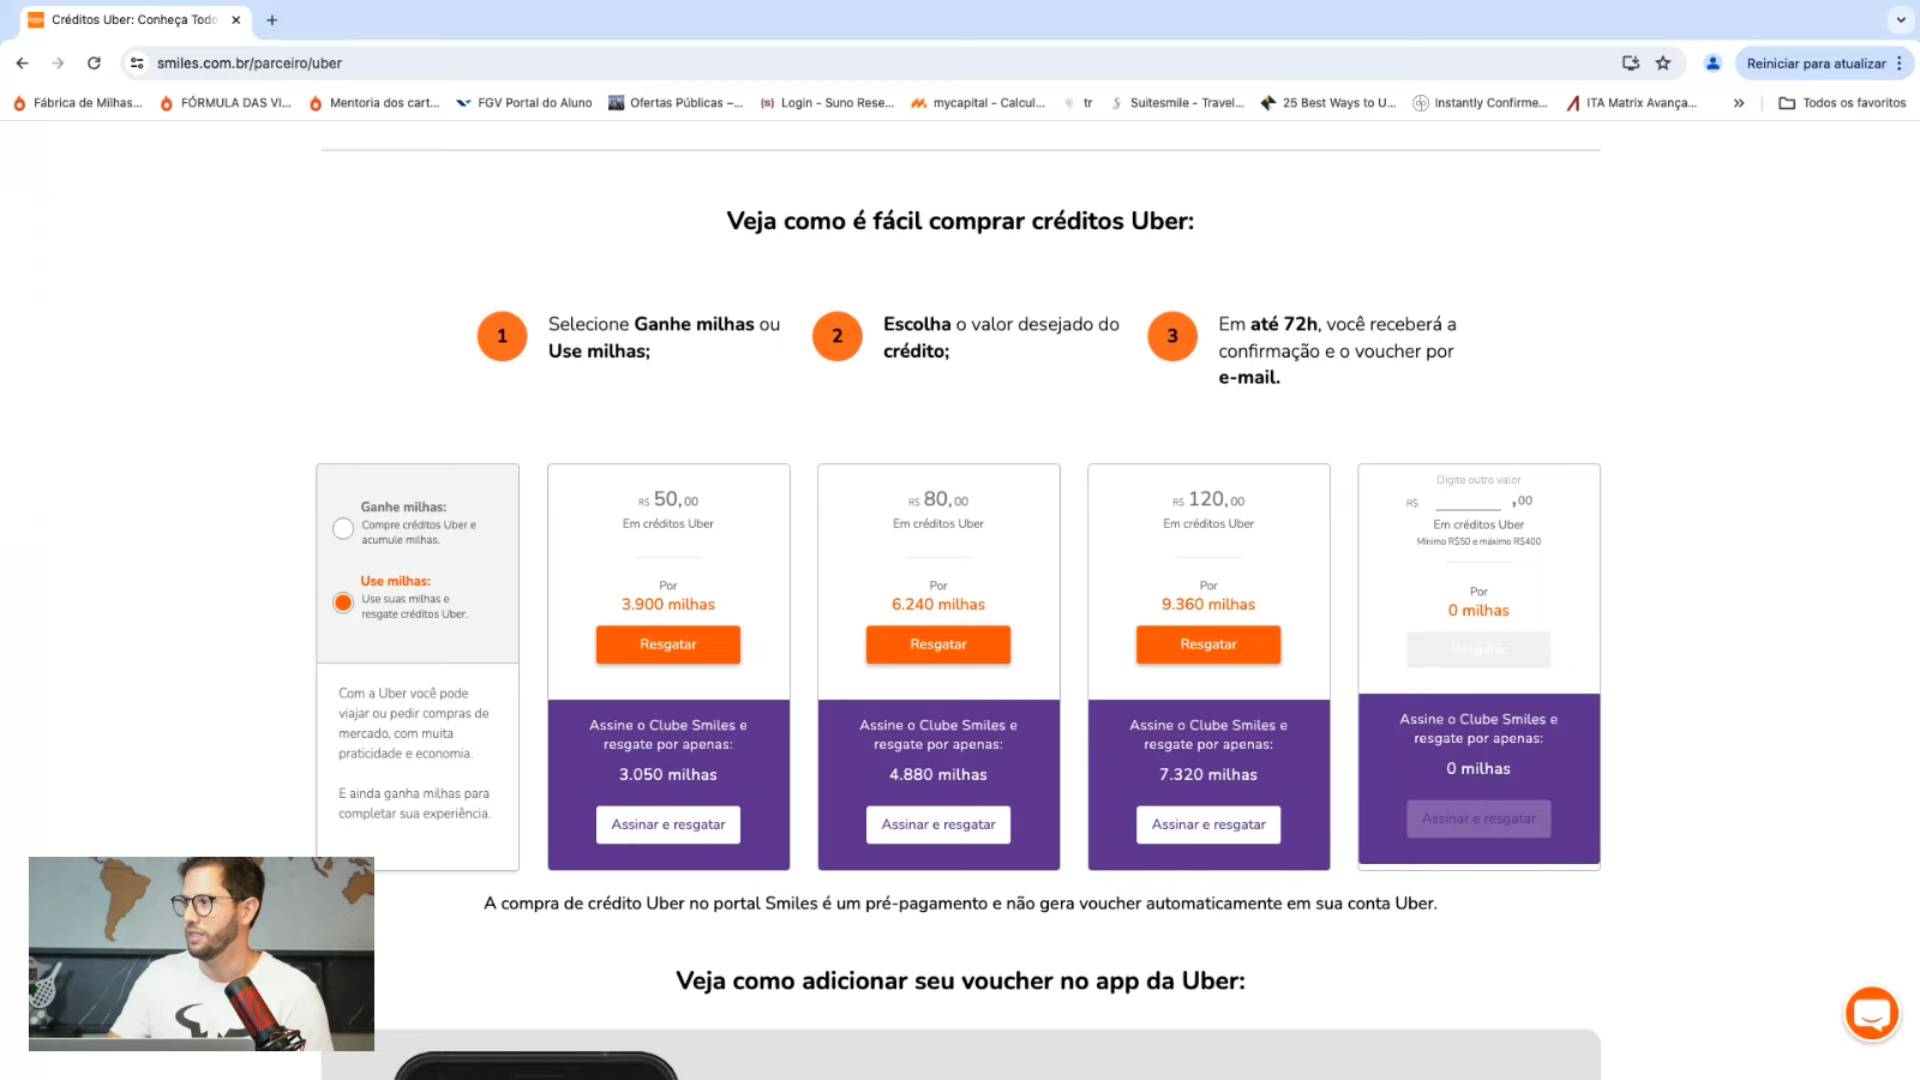 Créditos Uber: Conheça Todo
smiles.com.br/parceiro/uber
Reiniciar para atualizar
Fábrica de Milhas... FÓRMULA DAS VI... Mentoria dos cart... FGV Portal do Aluno Ofertas Públicas –... Login - Suno Rese... mycapital - Calcul... tr Suitesmile - Travel... 25 Best Ways to U... Instantly Confirme... ITA Matrix Avança... Todos os favoritos
Veja como é fácil comprar créditos Uber:
1
Selecione Ganhe milhas ou
Use milhas;
2
Escolha o valor desejado do
crédito;
3
Em até 72h, você receberá a
confirmação e o voucher por
e-mail.
Ganhe milhas:
Compre créditos Uber e
acumule milhas.
Use milhas:
Use suas milhas e
resgate créditos Uber.
Com a Uber você pode
viajar ou pedir compras de
mercado, com muita
praticidade e economia.
E ainda ganha milhas para
completar sua experiência.
R$ 50,00
Em créditos Uber
Por
3.900 milhas
Resgatar
Assine o Clube Smiles e
resgate por apenas:
3.050 milhas
Assinar e resgatar
R$ 80,00
Em créditos Uber
Por
6.240 milhas
Resgatar
Assine o Clube Smiles e
resgate por apenas:
4.880 milhas
Assinar e resgatar
R$ 120,00
Em créditos Uber
Por
9.360 milhas
Resgatar
Assine o Clube Smiles e
resgate por apenas:
7.320 milhas
Assinar e resgatar
Digite outro valor
R$ ,00
Em créditos Uber
Mínimo R$50 e máximo R$400
Por
0 milhas
Resgatar
Assine o Clube Smiles e
resgate por apenas:
0 milhas
Assinar e resgatar
A compra de crédito Uber no portal Smiles é um pré-pagamento e não gera voucher automaticamente em sua conta Uber.
Veja como adicionar seu voucher no app da Uber: